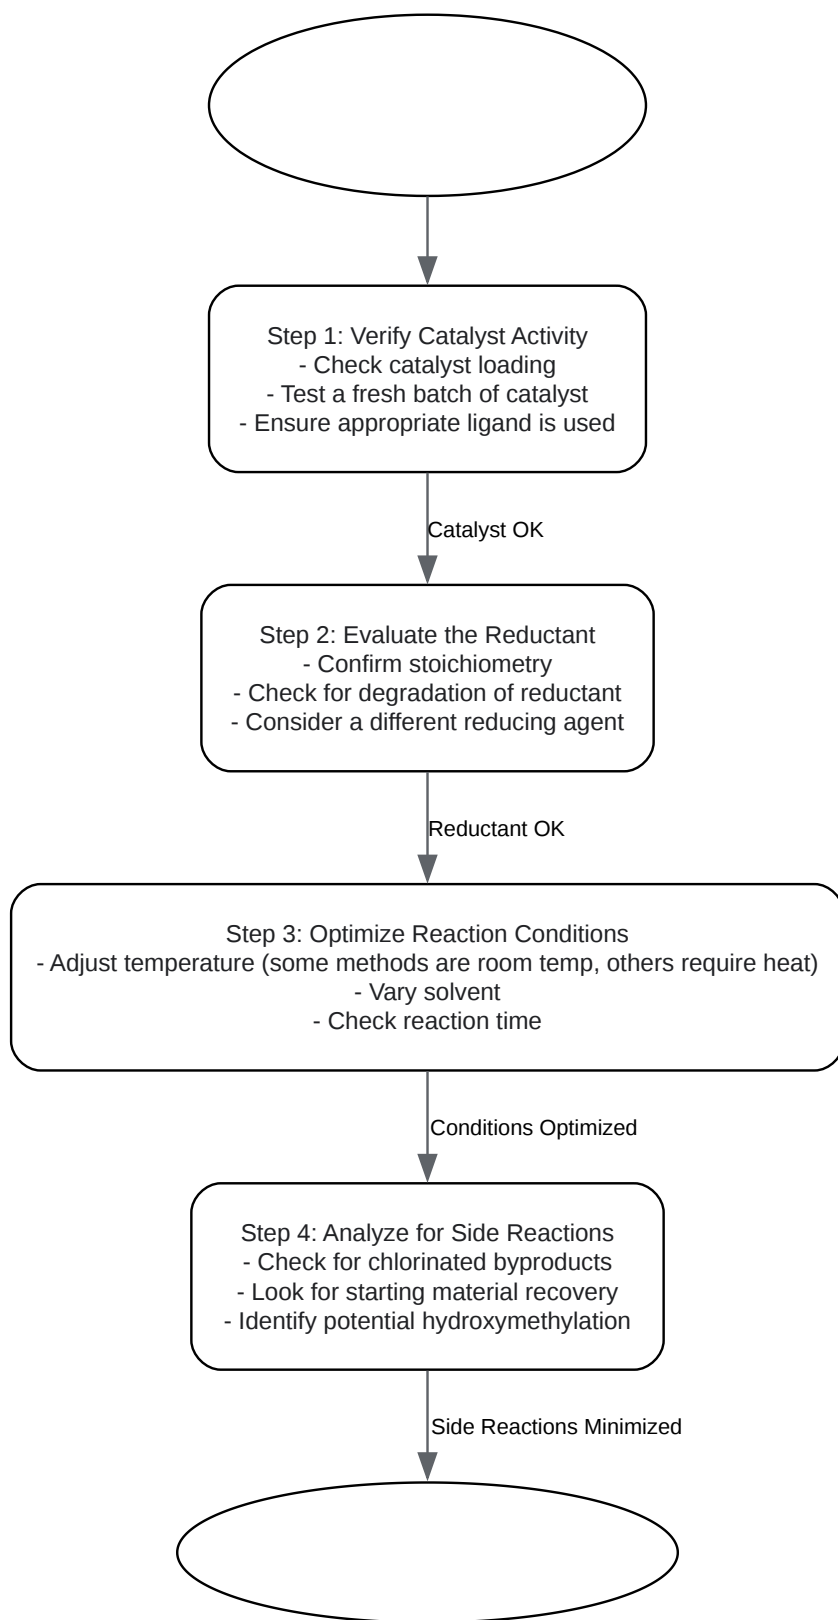 Step 1: Verify Catalyst Activity
- Check catalyst loading
- Test a fresh batch of catalyst
- Ensure appropriate ligand is used
Catalyst OK
Step 2: Evaluate the Reductant
- Confirm stoichiometry
- Check for degradation of reductant
- Consider a different reducing agent
Reductant OK
Step 3: Optimize Reaction Conditions
- Adjust temperature (some methods are room temp, others require heat)
- Vary solvent
- Check reaction time
Conditions Optimized
Step 4: Analyze for Side Reactions
- Check for chlorinated byproducts
- Look for starting material recovery
- Identify potential hydroxymethylation
Side Reactions Minimized